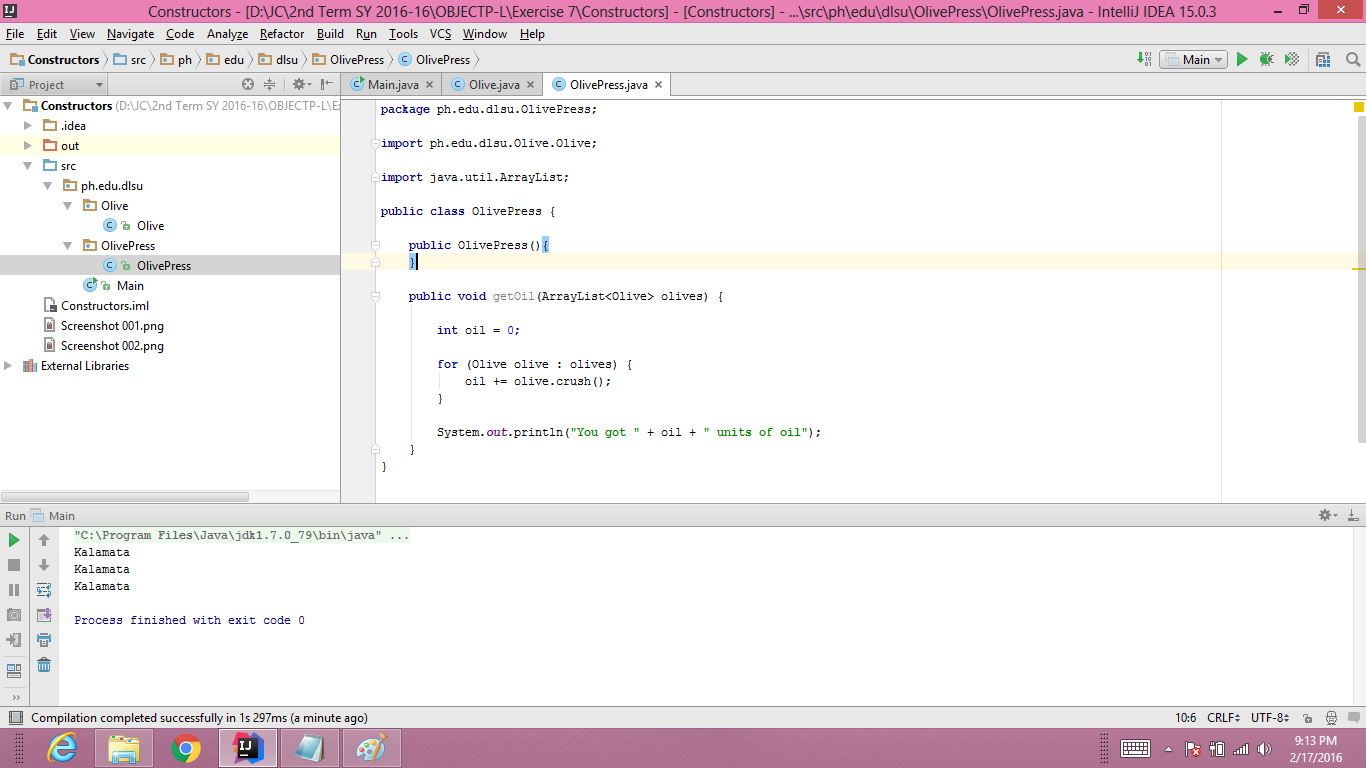 Constructors - [D:\JC\2nd Term SY 2016-16\OBJECTP-L\Exercise 7\Constructors] - [Constructors] - ...\src\ph\edu\dlsu\OlivePress\OlivePress.java - IntelliJ IDEA 15.0.3
File Edit View Navigate Code Analyze Refactor Build Run Tools VCS Window Help
Constructors src ph edu dlsu OlivePress OlivePress Main
Project Main.java Olive.java OlivePress.java
Constructors (D:\JC\2nd Term SY 2016-16\OBJECTP-L\E
.idea
out
src
ph.edu.dlsu
Olive
Olive
OlivePress
OlivePress
Main
Constructors.iml
Screenshot 001.png
Screenshot 002.png
External Libraries
package ph.edu.dlsu.OlivePress;
import ph.edu.dlsu.Olive.Olive;
import java.util.ArrayList;
public class OlivePress {
public OlivePress(){
}
public void getOil(ArrayList<Olive> olives) {
int oil = 0;
for (Olive olive : olives) {
oil += olive.crush();
}
System.out.println("You got " + oil + " units of oil");
}
}
Run Main
"C:\Program Files\Java\jdk1.7.0_79\bin\java" ...
Kalamata
Kalamata
Kalamata
Process finished with exit code 0
Compilation completed successfully in 1s 297ms (a minute ago) 10:6 CRLF UTF-8
9:13 PM
2/17/2016